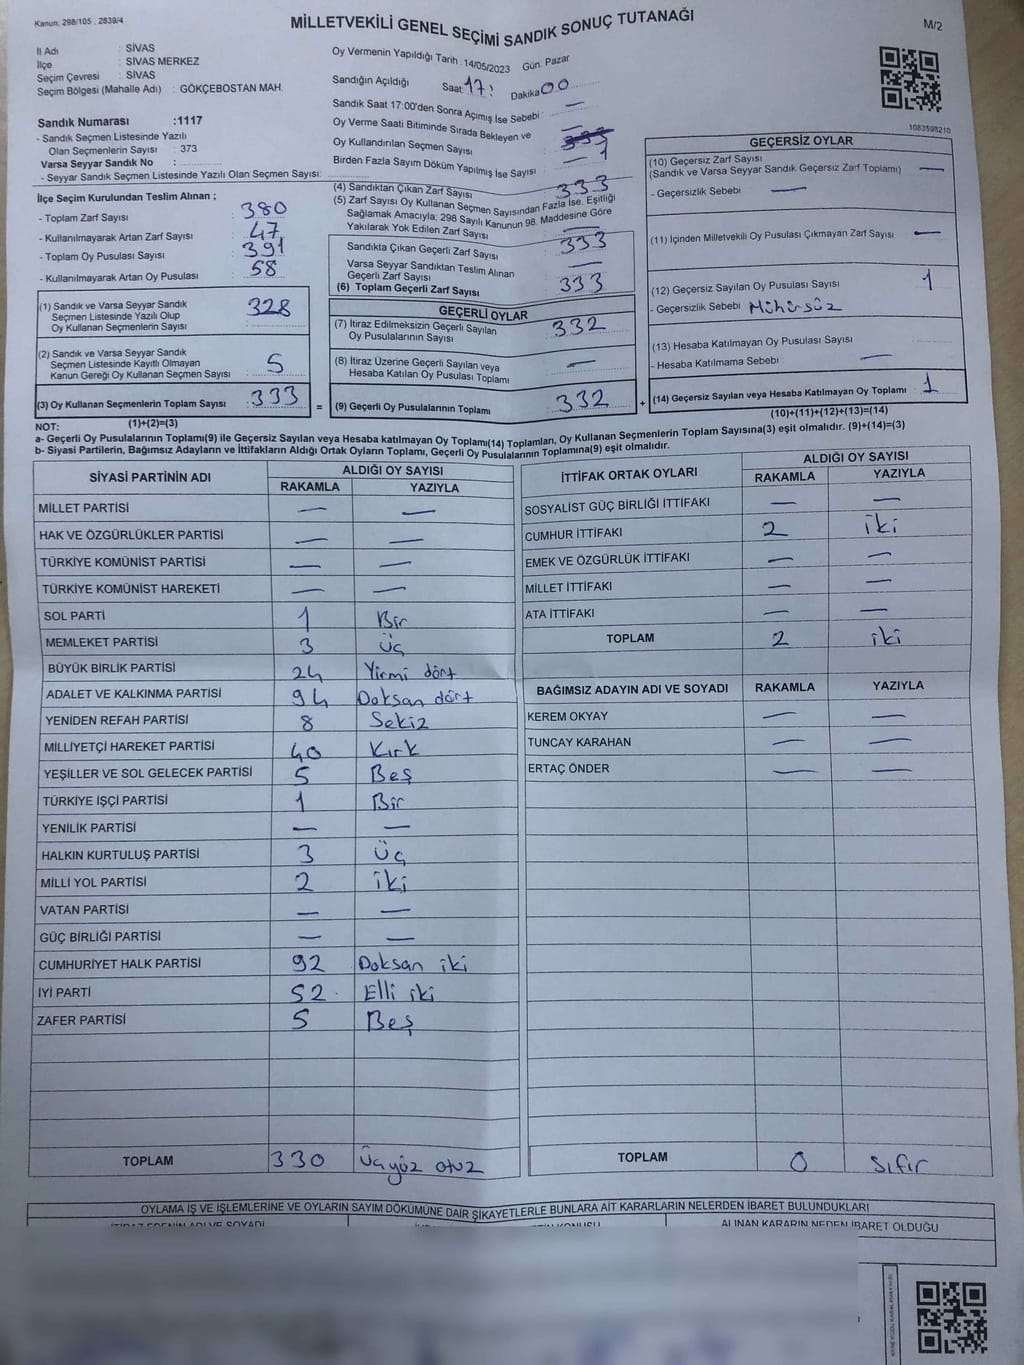 Kanun, 298/105 , 2839/4
MİLLETVEKİLİ GENEL SEÇİMİ SANDIK SONUÇ TUTANAĞI
M/2
İl Adı : SİVAS
İlçe : SİVAS MERKEZ
Seçim Çevresi : SİVAS
Seçim Bölgesi (Mahalle Adı) : GÖKÇEBOSTAN MAH.
Sandık Numarası :1117
- Sandık Seçmen Listesinde Yazılı
Olan Seçmenlerin Sayısı : 373
Varsa Seyyar Sandık No :
- Seyyar Sandık Seçmen Listesinde Yazılı Olan Seçmen Sayısı:
Oy Vermenin Yapıldığı Tarih :14/05/2023 Gün: Pazar
Sandığın Açıldığı Saat:17: Dakika00
Sandık Saat 17:00'den Sonra Açımış İse Sebebi : —
Oy Verme Saati Bitiminde Sırada Bekleyen ve
Oy Kullandırılan Seçmen Sayısı —
Birden Fazla Sayım Döküm Yapılmış İse Sayısı 1
1083598210
İlçe Seçim Kurulundan Teslim Alınan ;
- Toplam Zarf Sayısı : 380
- Kullanılmayarak Artan Zarf Sayısı : 47
- Toplam Oy Pusulası Sayısı : 391
- Kullanılmayarak Artan Oy Pusulası : 58
(1) Sandık ve Varsa Seyyar Sandık
Seçmen Listesinde Yazılı Olup
Oy Kullanan Seçmenlerin Sayısı : 328
(2) Sandık ve Varsa Seyyar Sandık
Seçmen Listesinde Kayıtlı Olmayan
Kanun Gereği Oy Kullanan Seçmen Sayısı : 5
(3) Oy Kullanan Seçmenlerin Toplam Sayısı : 333
(1)+(2)=(3)
(4) Sandıktan Çıkan Zarf Sayısı 333
(5) Zarf Sayısı Oy Kullanan Seçmen Sayısından Fazla İse, Eşitliği
Sağlamak Amacıyla; 298 Sayılı Kanunun 98. Maddesine Göre
Yakılarak Yok Edilen Zarf Sayısı : —
Sandıkta Çıkan Geçerli Zarf Sayısı : 333
Varsa Seyyar Sandıktan Teslim Alınan
Geçerli Zarf Sayısı : —
(6) Toplam Geçerli Zarf Sayısı : 333
GEÇERLİ OYLAR
(7) İtiraz Edilmeksizin Geçerli Sayılan
Oy Pusulalarının Sayısı 332
(8) İtiraz Üzerine Geçerli Sayılan veya
Hesaba Katılan Oy Pusulası Toplamı —
= (9) Geçerli Oy Pusulalarının Toplamı 332
GEÇERSİZ OYLAR
(10) Geçersiz Zarf Sayısı
(Sandık ve Varsa Seyyar Sandık Geçersiz Zarf Toplamı) —
- Geçersizlik Sebebi : —
(11) İçinden Milletvekili Oy Pusulası Çıkmayan Zarf Sayısı —
(12) Geçersiz Sayılan Oy Pusulası Sayısı 1
- Geçersizlik Sebebi : Mühürsüz
(13) Hesaba Katılmayan Oy Pusulası Sayısı
- Hesaba Katılmama Sebebi : —
+ (14) Geçersiz Sayılan veya Hesaba Katılmayan Oy Toplamı 1
(10)+(11)+(12)+(13)=(14)
NOT:
a- Geçerli Oy Pusulalarının Toplamı(9) ile Geçersiz Sayılan veya Hesaba katılmayan Oy Toplamı(14) Toplamları, Oy Kullanan Seçmenlerin Toplam Sayısına(3) eşit olmalıdır. (9)+(14)=(3)
b- Siyasi Partilerin, Bağımsız Adayların ve İttifakların Aldığı Ortak Oyların Toplamı, Geçerli Oy Pusulalarının Toplamına(9) eşit olmalıdır.
SİYASİ PARTİNİN ADI ALDIĞI OY SAYISI
RAKAMLA YAZIYLA
MİLLET PARTİSİ — —
HAK VE ÖZGÜRLÜKLER PARTİSİ — —
TÜRKİYE KOMÜNİST PARTİSİ — —
TÜRKİYE KOMÜNİST HAREKETİ — —
SOL PARTİ 1 Bir
MEMLEKET PARTİSİ 3 Üç
BÜYÜK BİRLİK PARTİSİ 24 Yirmi dört
ADALET VE KALKINMA PARTİSİ 94 Doksan dört
YENİDEN REFAH PARTİSİ 8 Sekiz
MİLLİYETÇİ HAREKET PARTİSİ 40 Kırk
YEŞİLLER VE SOL GELECEK PARTİSİ 5 Beş
TÜRKİYE İŞÇİ PARTİSİ 1 Bir
YENİLİK PARTİSİ — —
HALKIN KURTULUŞ PARTİSİ 3 Üç
MİLLİ YOL PARTİSİ 2 iki
VATAN PARTİSİ — —
GÜÇ BİRLİĞİ PARTİSİ — —
CUMHURİYET HALK PARTİSİ 92 Doksan iki
İYİ PARTİ 52 Elli iki
ZAFER PARTİSİ 5 Beş
TOPLAM 330 Üçyüz otuz
İTTİFAK ORTAK OYLARI ALDIĞI OY SAYISI
RAKAMLA YAZIYLA
SOSYALİST GÜÇ BİRLİĞİ İTTİFAKI — —
CUMHUR İTTİFAKI 2 iki
EMEK VE ÖZGÜRLÜK İTTİFAKI — —
MİLLET İTTİFAKI — —
ATA İTTİFAKI — —
TOPLAM 2 iki
BAĞIMSIZ ADAYIN ADI VE SOYADI RAKAMLA YAZIYLA
KEREM OKYAY — —
TUNCAY KARAHAN — —
ERTAÇ ÖNDER — —
TOPLAM 0 Sıfır
OYLAMA İŞ VE İŞLEMLERİNE VE OYLARIN SAYIM DÖKÜMÜNE DAİR ŞİKAYETLERLE BUNLARA AİT KARARLARIN NELERDEN İBARET BULUNDUKLARI
İTİRAZ EDENİN ADI VE SOYADI
ALINAN KARARIN NEDEN İBARET OLDUĞU